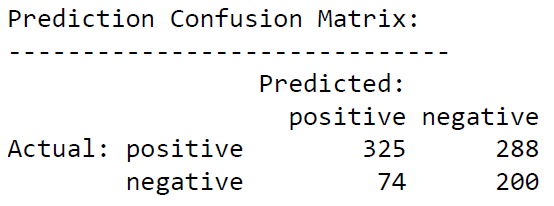 Prediction Confusion Matrix:
------------------------------
Predicted:
positive negative
Actual: positive 325 288
negative 74 200